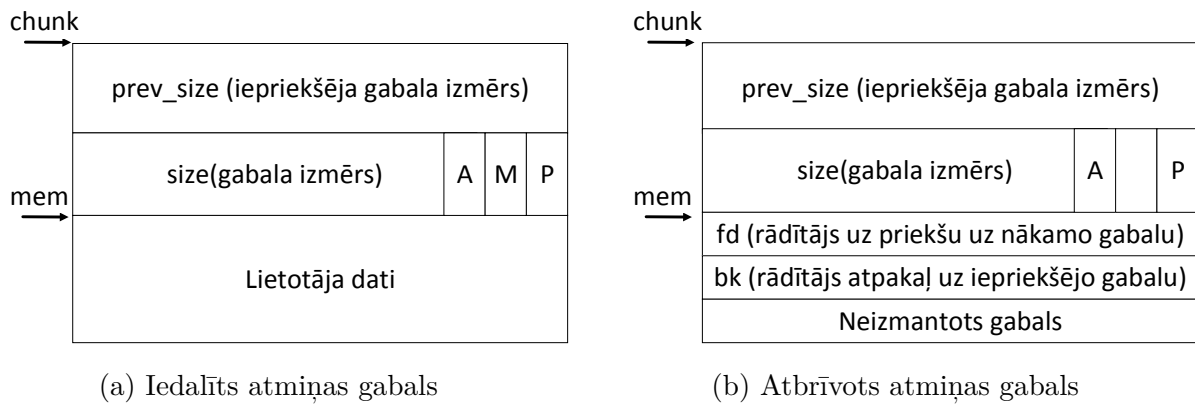 chunk
prev_size (iepriekšēja gabala izmērs)
size(gabala izmērs) A M P
mem
Lietotāja dati
(a) Iedalīts atmiņas gabals
chunk
prev_size (iepriekšēja gabala izmērs)
size(gabala izmērs) A P
mem
fd (rādītājs uz priekšu uz nākamo gabalu)
bk (rādītājs atpakaļ uz iepriekšējo gabalu)
Neizmantots gabals
(b) Atbrīvots atmiņas gabals